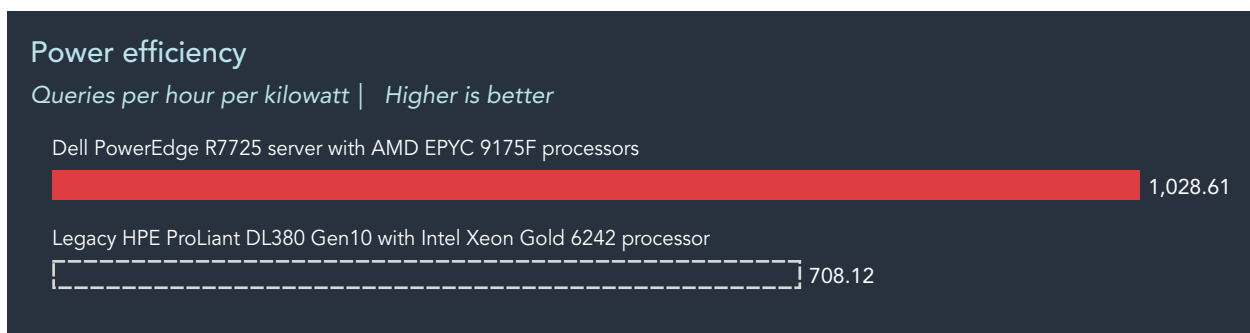 Power efficiency
Queries per hour per kilowatt | Higher is better
Dell PowerEdge R7725 server with AMD EPYC 9175F processors
1,028.61
Legacy HPE ProLiant DL380 Gen10 with Intel Xeon Gold 6242 processor
708.12